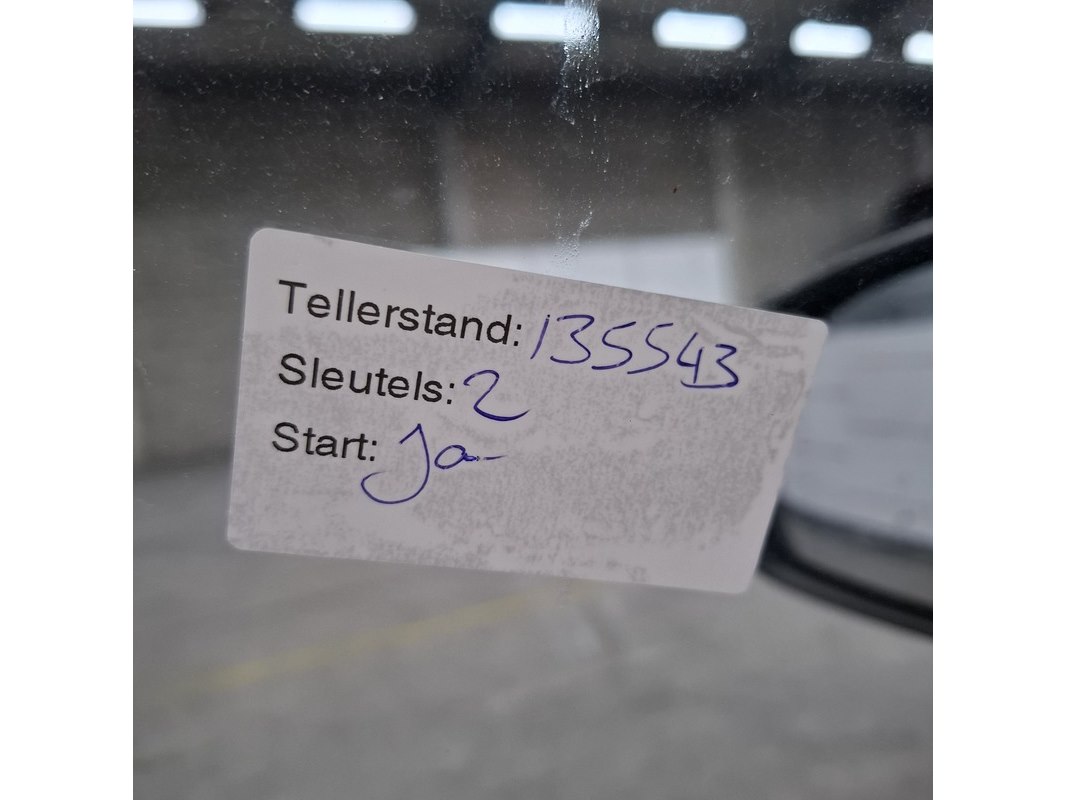 Tellerstand: 135543
Sleutels: 2
Start: Ja